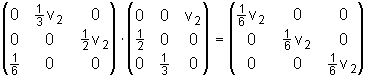 ( 0 1/3 v₂ 0 ) ( 0 0 v₂ ) ( 1/6 v₂ 0 0 )
( 0 0 1/2 v₂ ) · ( 1/2 0 0 ) = ( 0 1/6 v₂ 0 )
( 1/6 0 0 ) ( 0 1/3 0 ) ( 0 0 1/6 v₂ )